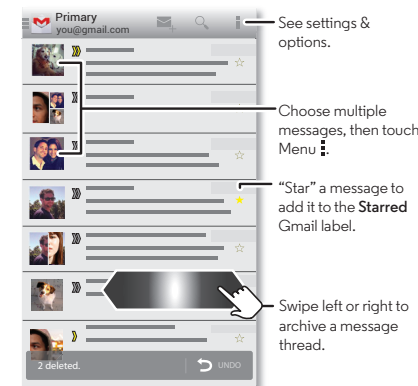 Primary
you@gmail.com
See settings &
options.
Choose multiple
messages, then touch
Menu .
“Star” a message to
add it to the Starred
Gmail label.
Swipe left or right to
archive a message
thread.
2 deleted.
UNDO